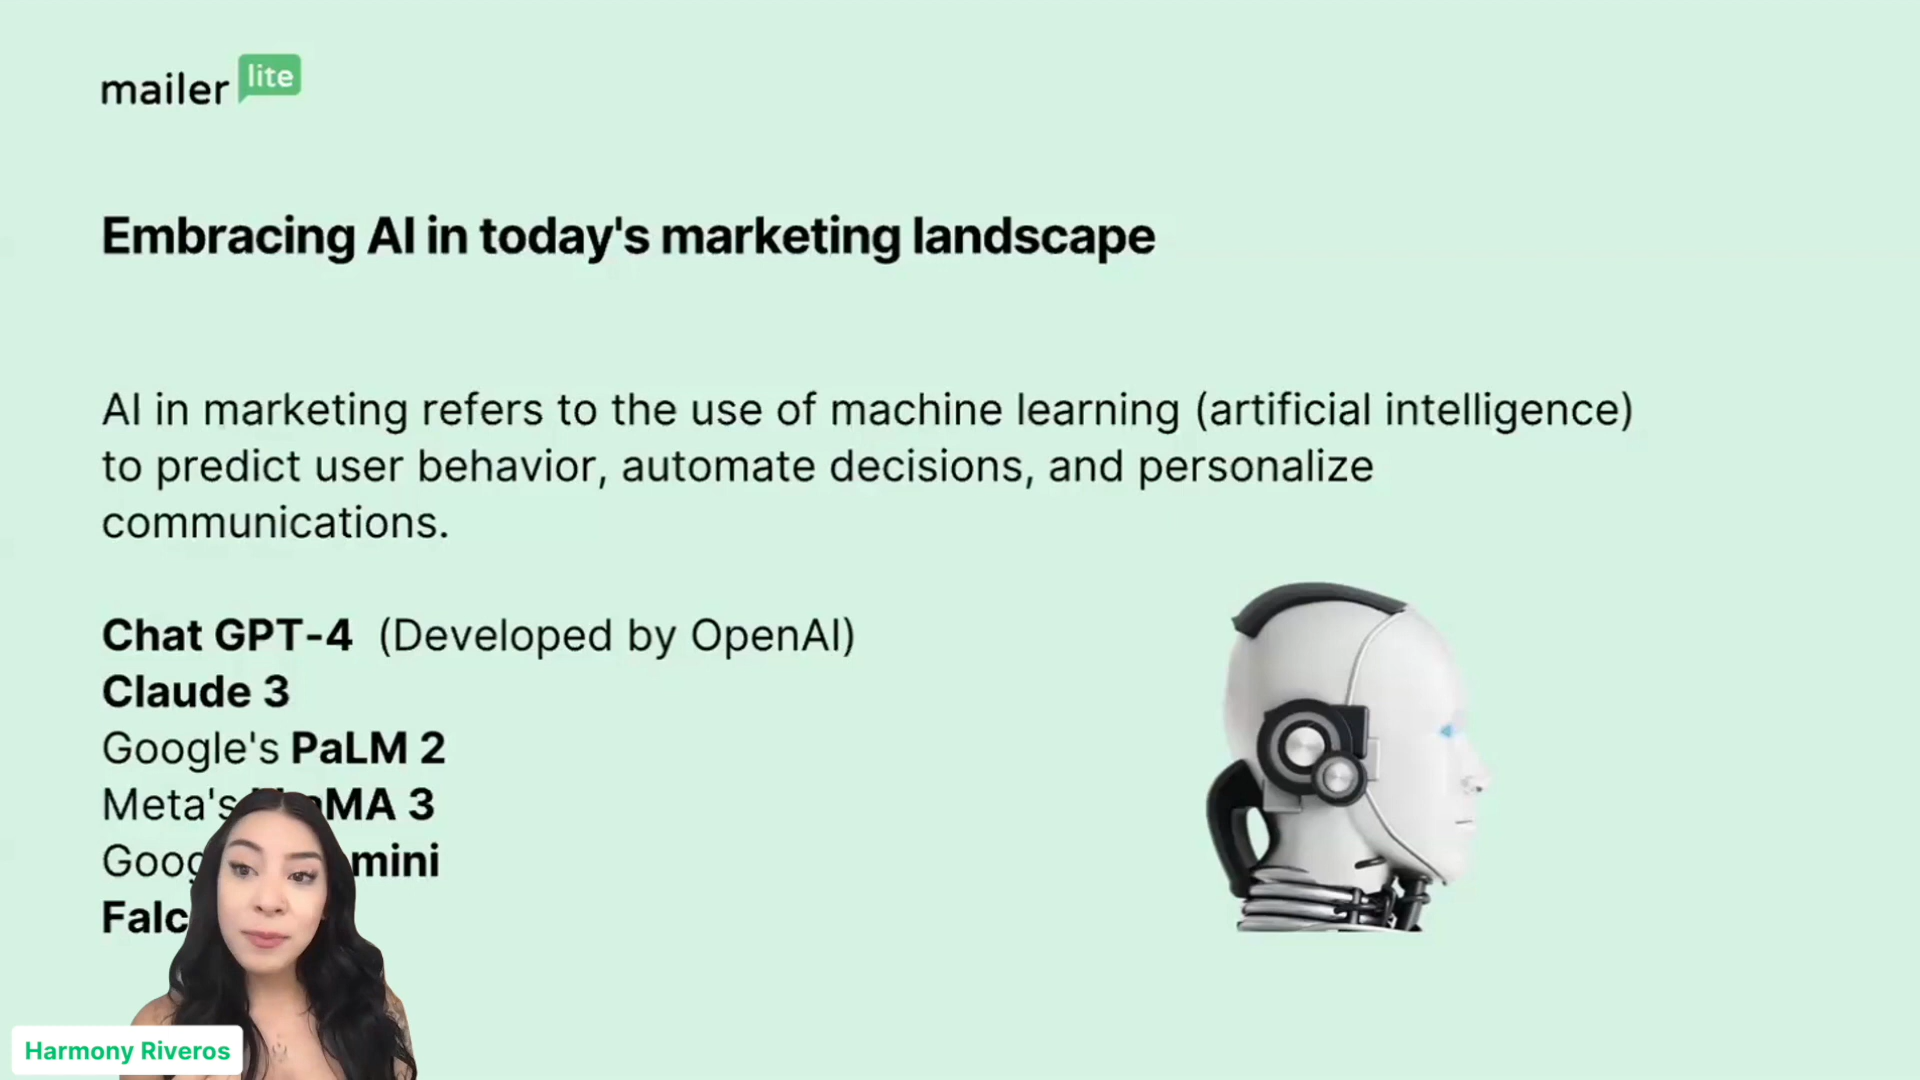 mailer lite
Embracing AI in today's marketing landscape
AI in marketing refers to the use of machine learning (artificial intelligence)
to predict user behavior, automate decisions, and personalize
communications.
Chat GPT-4 (Developed by OpenAI)
Claude 3
Google's PaLM 2
Meta's MA 3
Goog mini
Falc
Harmony Riveros